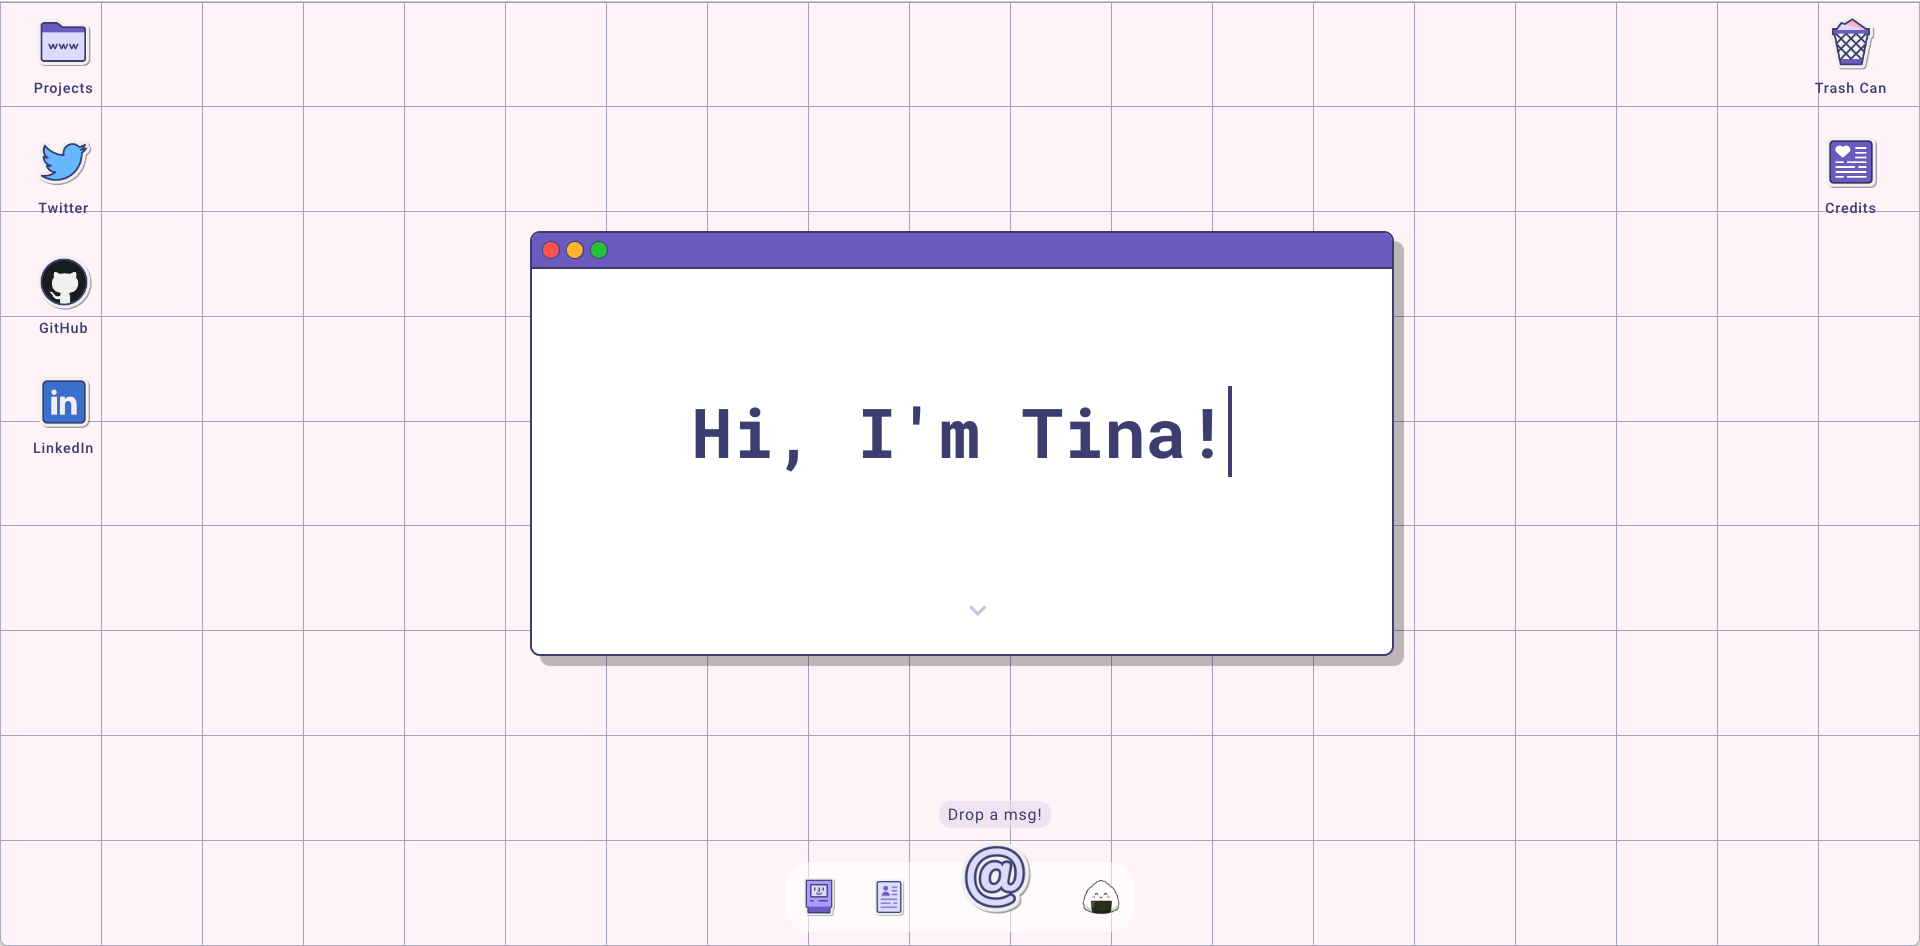 www
Projects
Twitter
GitHub
in
LinkedIn
Trash Can
Credits
Hi, I'm Tina!
Drop a msg!
@